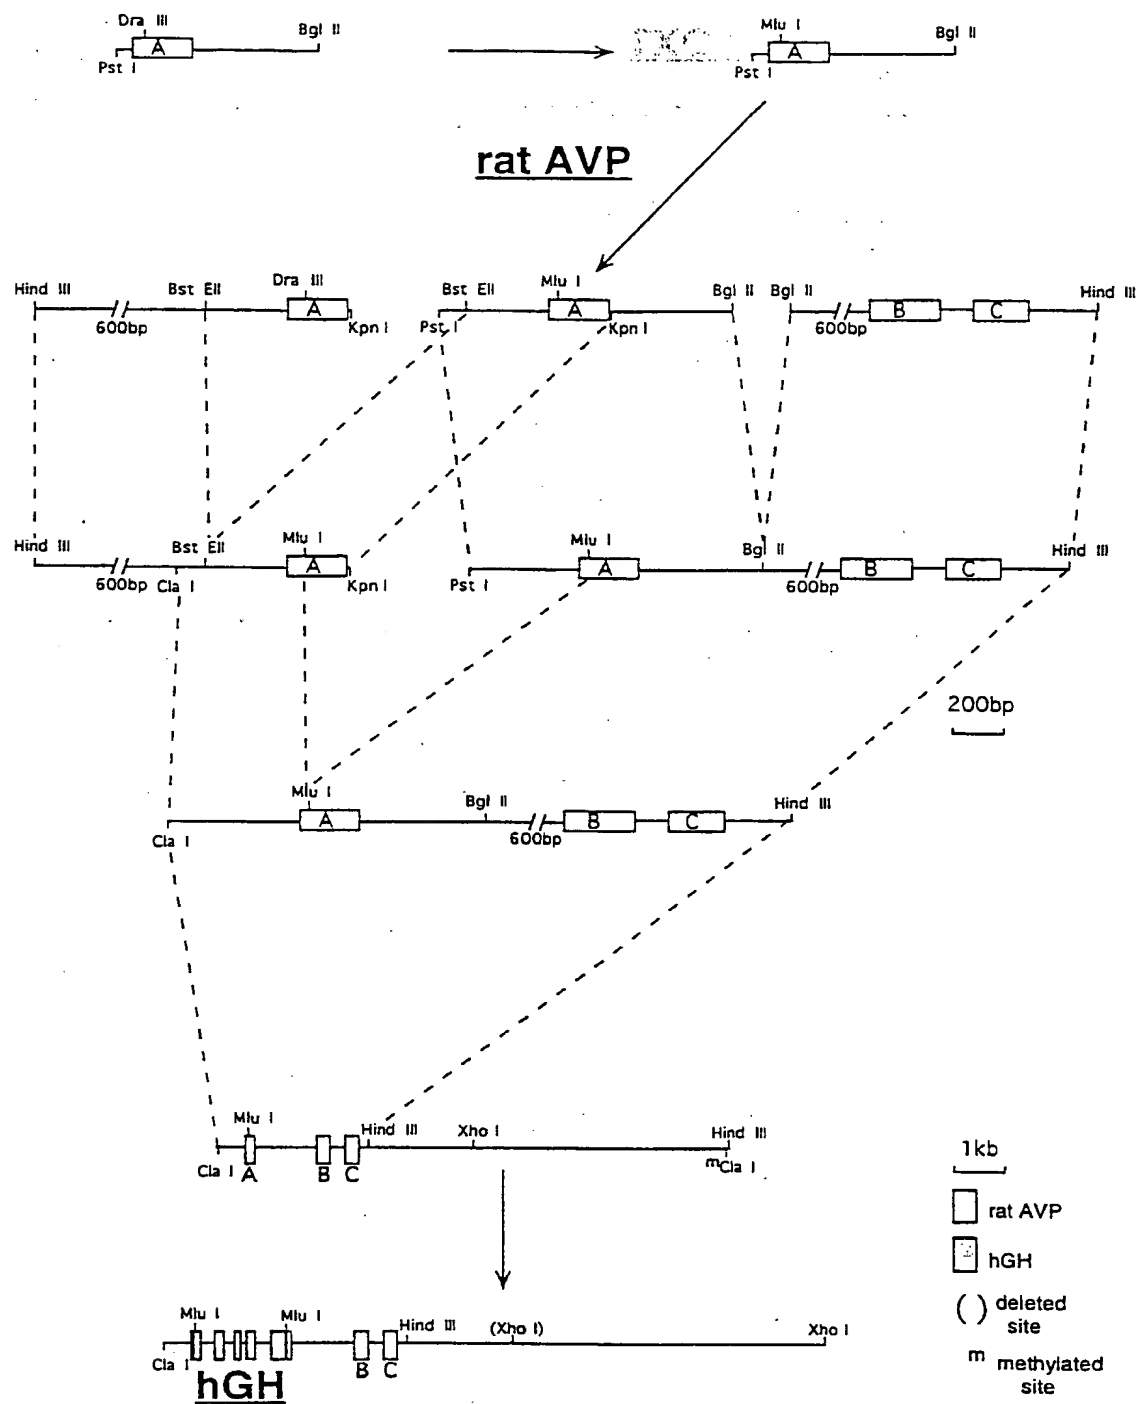 Dra III
A
Bgl II
Pst I
Mlu I
A
Bgl II
Pst I
rat AVP
Hind III
600bp
Bst EII
Dra III
A
Kpn I
Bst EII
Pst I
Mlu I
A
Kpn I
Bgl II
Bgl II
600bp
B
C
Hind III
Hind III
600bp
Cla I
Bst EII
Mlu I
A
Kpn I
Pst I
Mlu I
A
Bgl II
600bp
B
C
Hind III
200bp
Cla I
Mlu I
A
Bgl II
600bp
B
C
Hind III
Mlu I
Hind III
Xho I
Hind III
Cla I
A
B
C
m Cla I
1kb
rat AVP
hGH
( ) deleted
site
m methylated
site
Mlu I
Mlu I
Hind III
(Xho I)
Xho I
Cla I
B
C
hGH